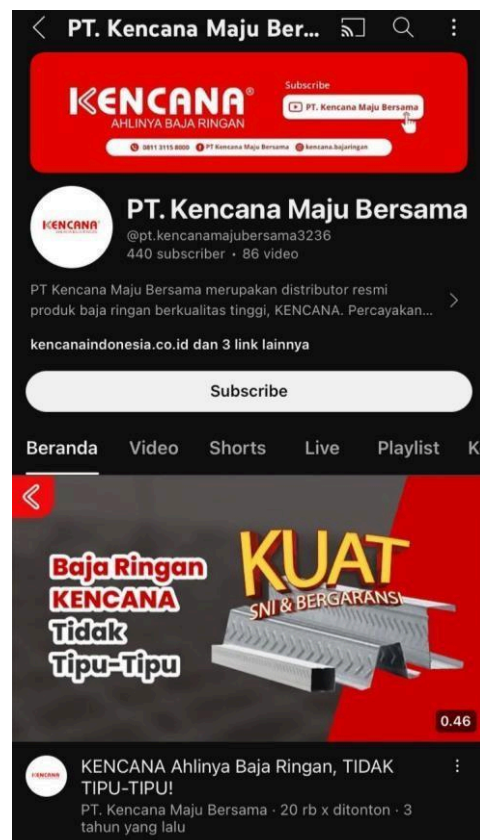 PT. Kencana Maju Ber...
KENCANA®
AHLINYA BAJA RINGAN
Subscribe
PT. Kencana Maju Bersama
0811 3115 8000 PT Kencana Maju Bersama @kencana.bajaringan
KENCANA
PT. Kencana Maju Bersama
@pt.kencanamajubersama3236
440 subscriber • 86 video
PT Kencana Maju Bersama merupakan distributor resmi
produk baja ringan berkualitas tinggi, KENCANA. Percayakan...
kencanaindonesia.co.id dan 3 link lainnya
Subscribe
Beranda Video Shorts Live Playlist K
Baja Ringan
KENCANA
Tidak
Tipu-Tipu
KUAT
SNI & BERGARANSI
0.46
KENCANA
KENCANA Ahlinya Baja Ringan, TIDAK
TIPU-TIPU!
PT. Kencana Maju Bersama · 20 rb x ditonton · 3
tahun yang lalu